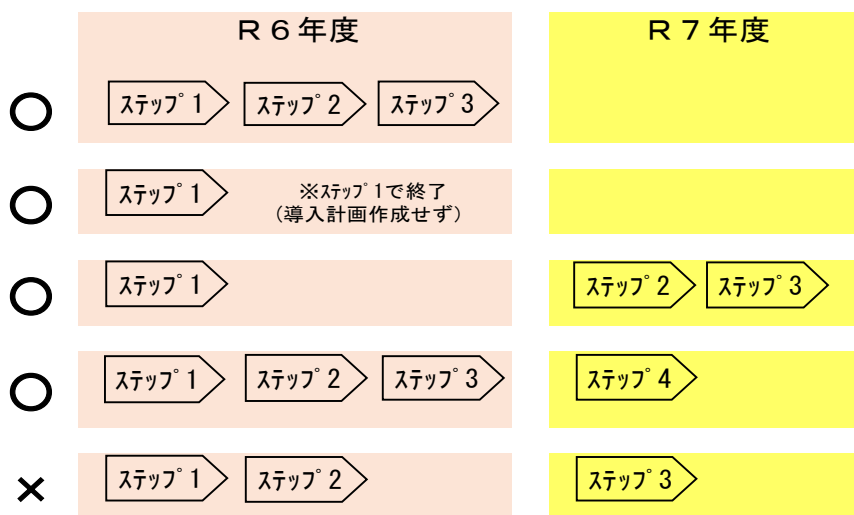 R6年度 R7年度
○ ｽﾃｯﾌﾟ1 ｽﾃｯﾌﾟ2 ｽﾃｯﾌﾟ3
○ ｽﾃｯﾌﾟ1 ※ｽﾃｯﾌﾟ1で終了
(導入計画作成せず)
○ ｽﾃｯﾌﾟ1 ｽﾃｯﾌﾟ2 ｽﾃｯﾌﾟ3
○ ｽﾃｯﾌﾟ1 ｽﾃｯﾌﾟ2 ｽﾃｯﾌﾟ3 ｽﾃｯﾌﾟ4
× ｽﾃｯﾌﾟ1 ｽﾃｯﾌﾟ2 ｽﾃｯﾌﾟ3